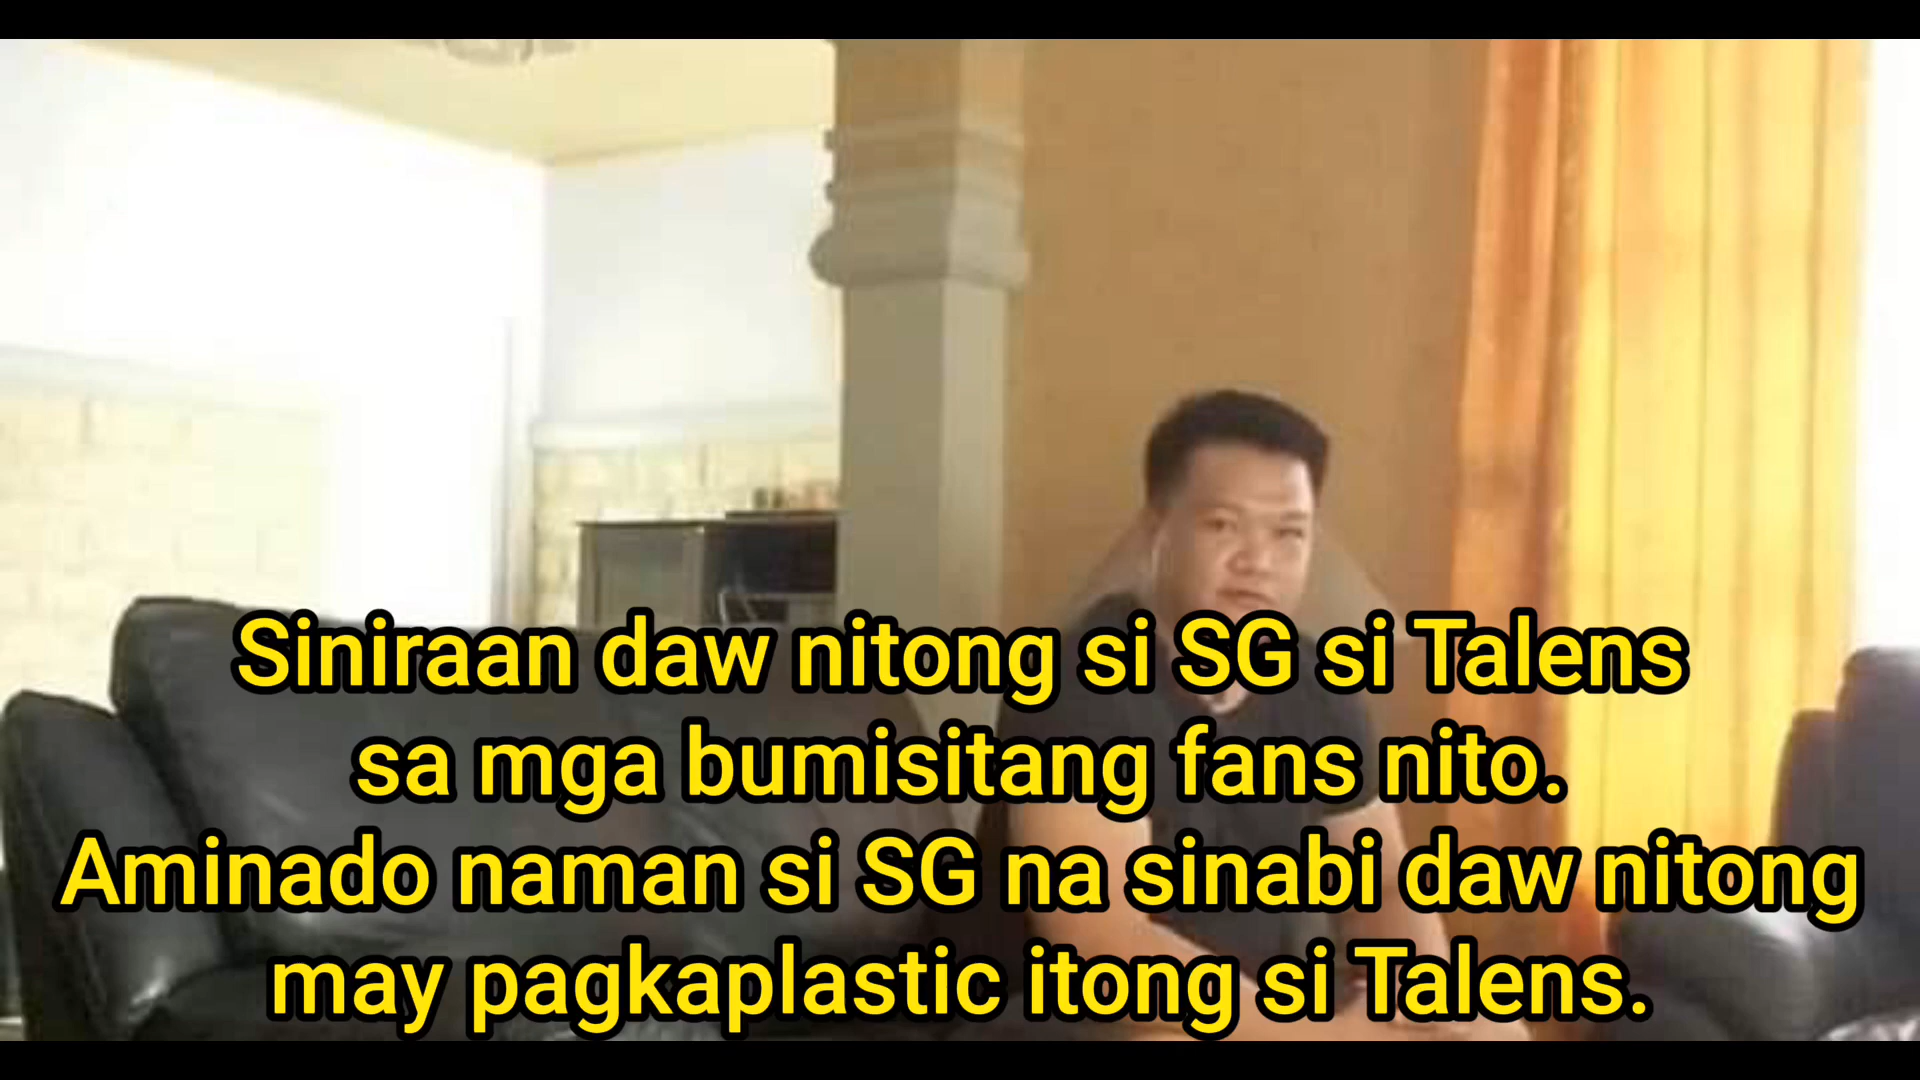 Siniraan daw nitong si SG si Talens
sa mga bumisitang fans nito.
Aminado naman si SG na sinabi daw nitong
may pagkaplastic itong si Talens.